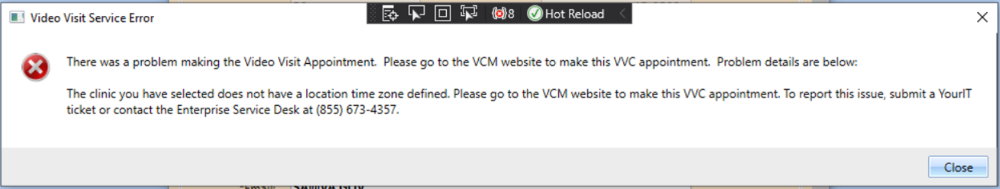 Video Visit Service Error
8
Hot Reload
There was a problem making the Video Visit Appointment.  Please go to the VCM website to make this VVC appointment.  Problem details are below:
The clinic you have selected does not have a location time zone defined. Please go to the VCM website to make this VVC appointment. To report this issue, submit a YourIT
ticket or contact the Enterprise Service Desk at (855) 673-4357.
Close